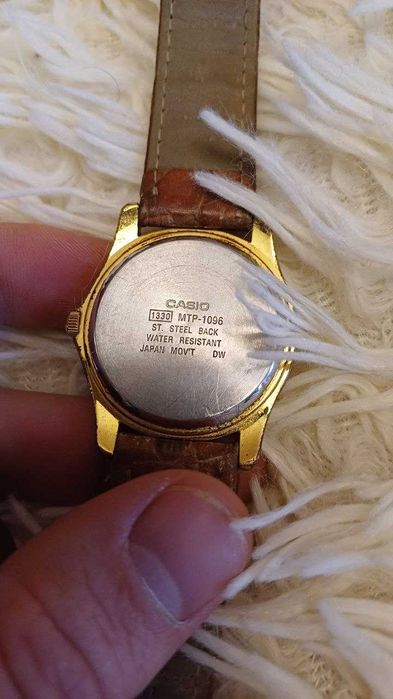 CASIO
1330 MTP-1096
ST. STEEL BACK
WATER RESISTANT
JAPAN MOV'T DW